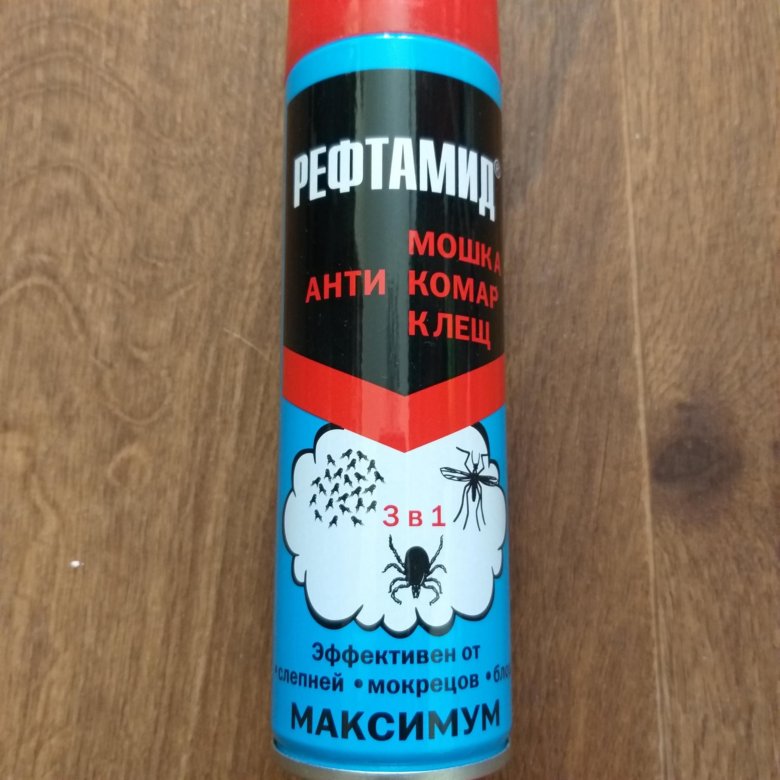 РЕФТАМИД®
МОШКА
АНТИ КОМАР
КЛЕЩ
3 в 1
Эффективен от
•слепней •мокрецов •
МАКСИМУМ